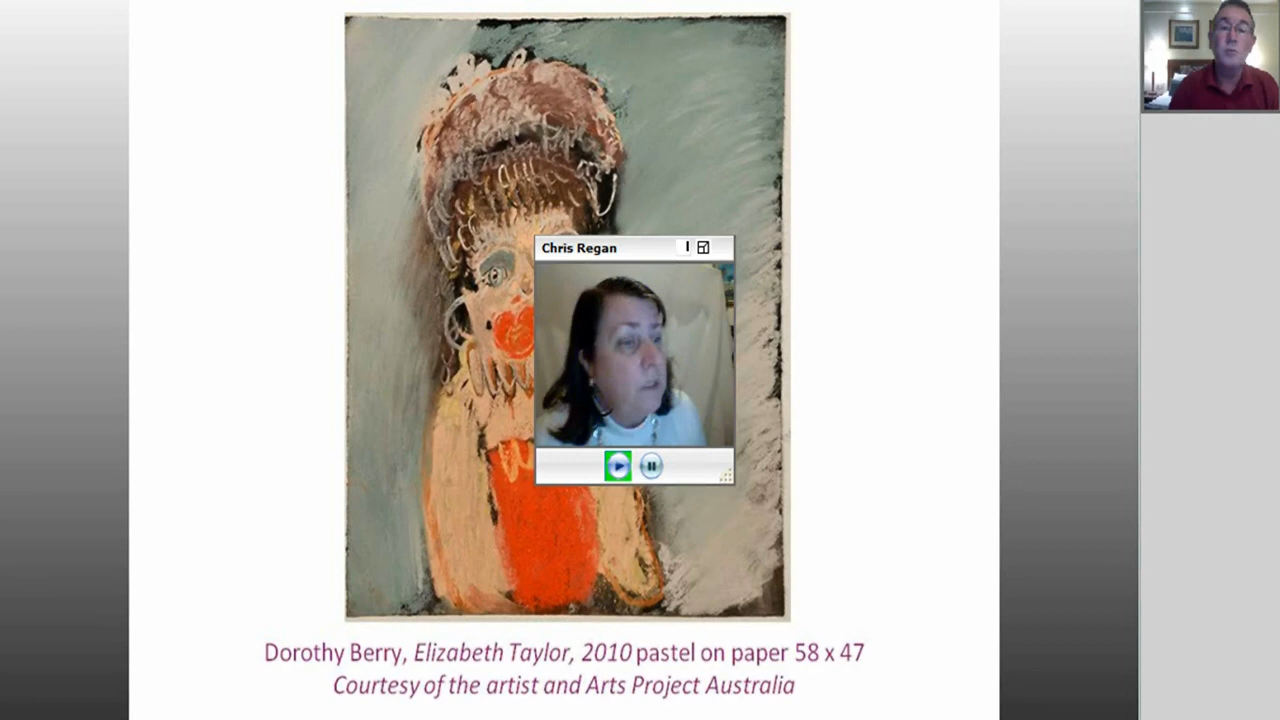 Chris Regan
Dorothy Berry, Elizabeth Taylor, 2010 pastel on paper 58 x 47
Courtesy of the artist and Arts Project Australia